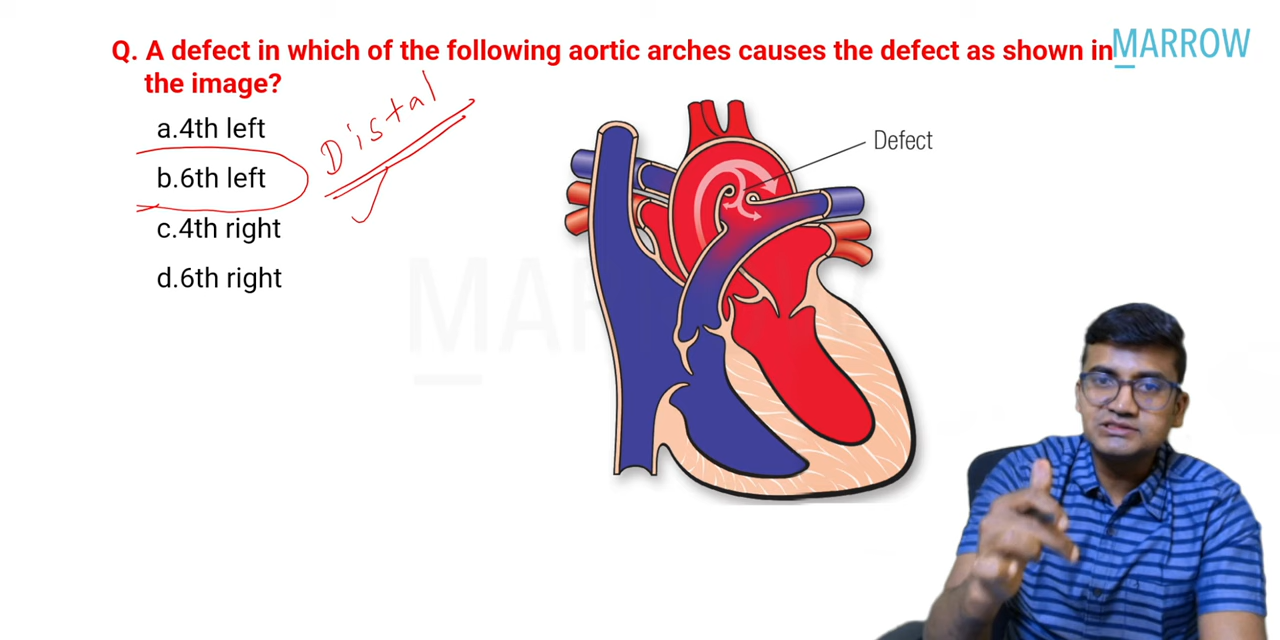 Q. A defect in which of the following aortic arches causes the defect as shown in
the image?
MARROW
a.4th left
b.6th left
c.4th right
d.6th right
Distal
Defect
MARROW